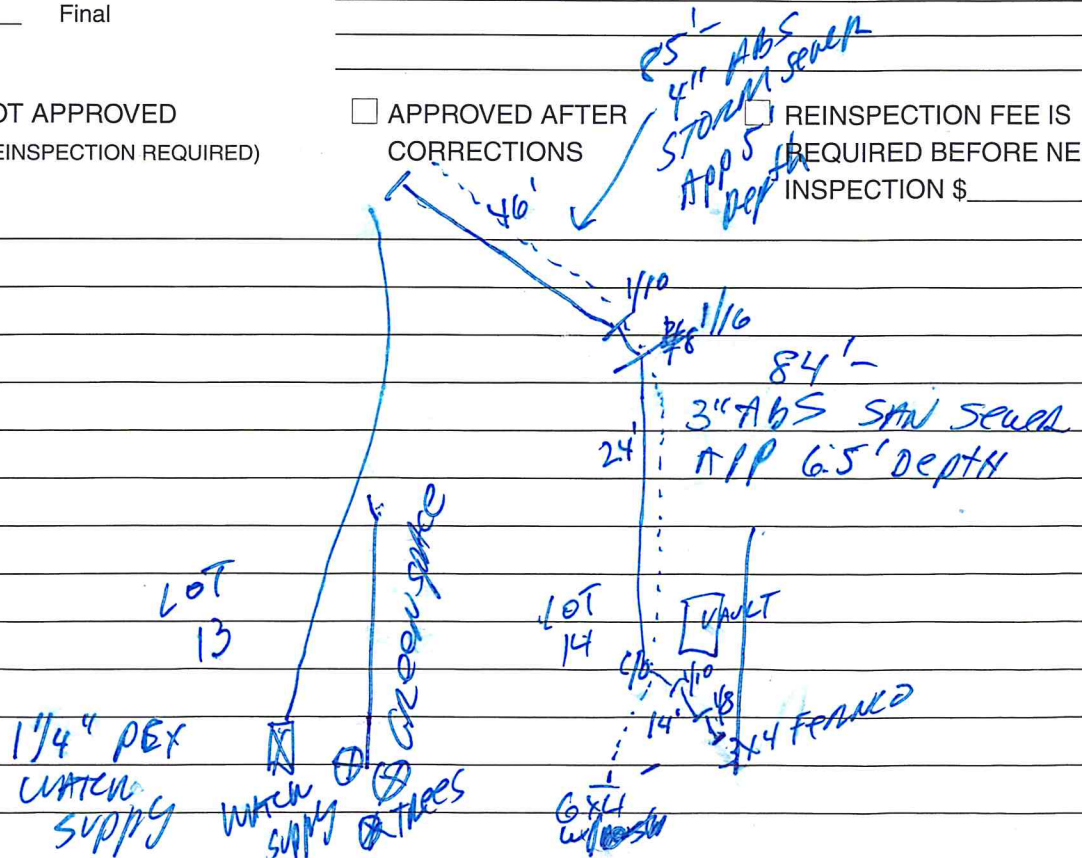 Final
OT APPROVED
EINSPECTION REQUIRED)
APPROVED AFTER
CORRECTIONS
REINSPECTION FEE IS
REQUIRED BEFORE NE
INSPECTION $
85'-
4" ABS
STORM Sewer
App 5'
Depth
46'
1/10
1/16
84'-
3" ABS SAN Sewer
APP 6.5' Depth
24'
Greenspace
LOT
13
LOT
14
VAULT
C/O
1/10
1/8
14'
3x4 FERNCO
1 1/4" PEX
WATER
Supply
WATER
Supply
TREES
6x4